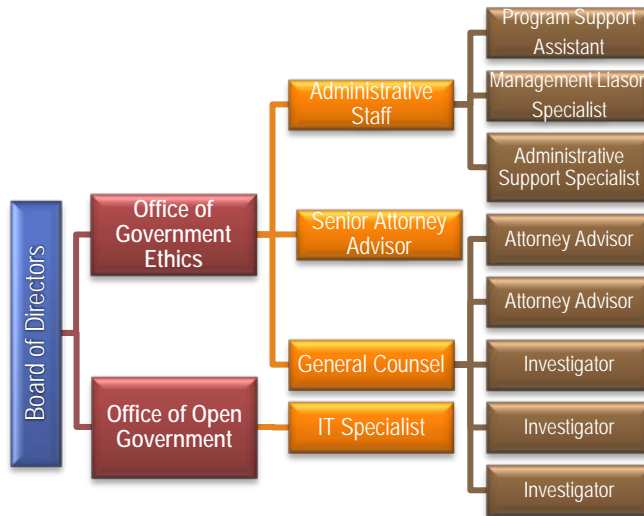 Board of Directors
Office of
Government
Ethics
Office of Open
Government
Administrative
Staff
Senior Attorney
Advisor
General Counsel
IT Specialist
Program Support
Assistant
Management Liason
Specialist
Administrative
Support Specialist
Attorney Advisor
Attorney Advisor
Investigator
Investigator
Investigator